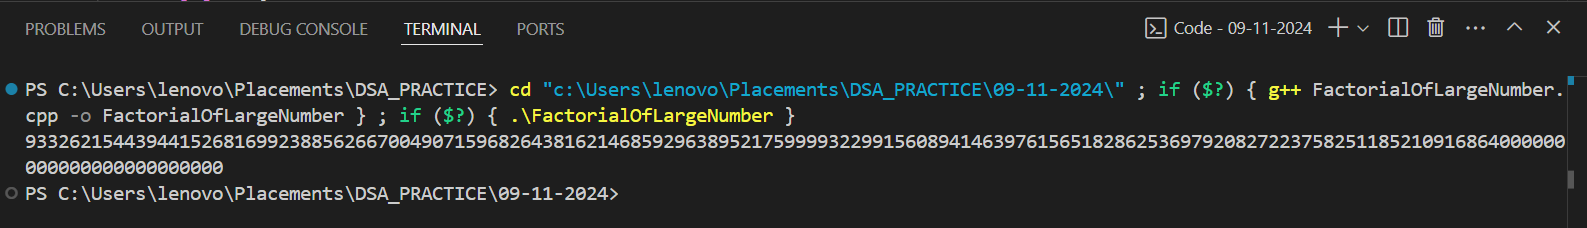 PROBLEMS OUTPUT DEBUG CONSOLE TERMINAL PORTS Code - 09-11-2024
PS C:\Users\lenovo\Placements\DSA_PRACTICE> cd "c:\Users\lenovo\Placements\DSA_PRACTICE\09-11-2024\" ; if ($?) { g++ FactorialOfLargeNumber.
cpp -o FactorialOfLargeNumber } ; if ($?) { .\FactorialOfLargeNumber }
93326215443944152681699238856266700490715968264381621468592963895217599993229915608941463976156518286253697920827223758251185210916864000000
000000000000000000
PS C:\Users\lenovo\Placements\DSA_PRACTICE\09-11-2024>